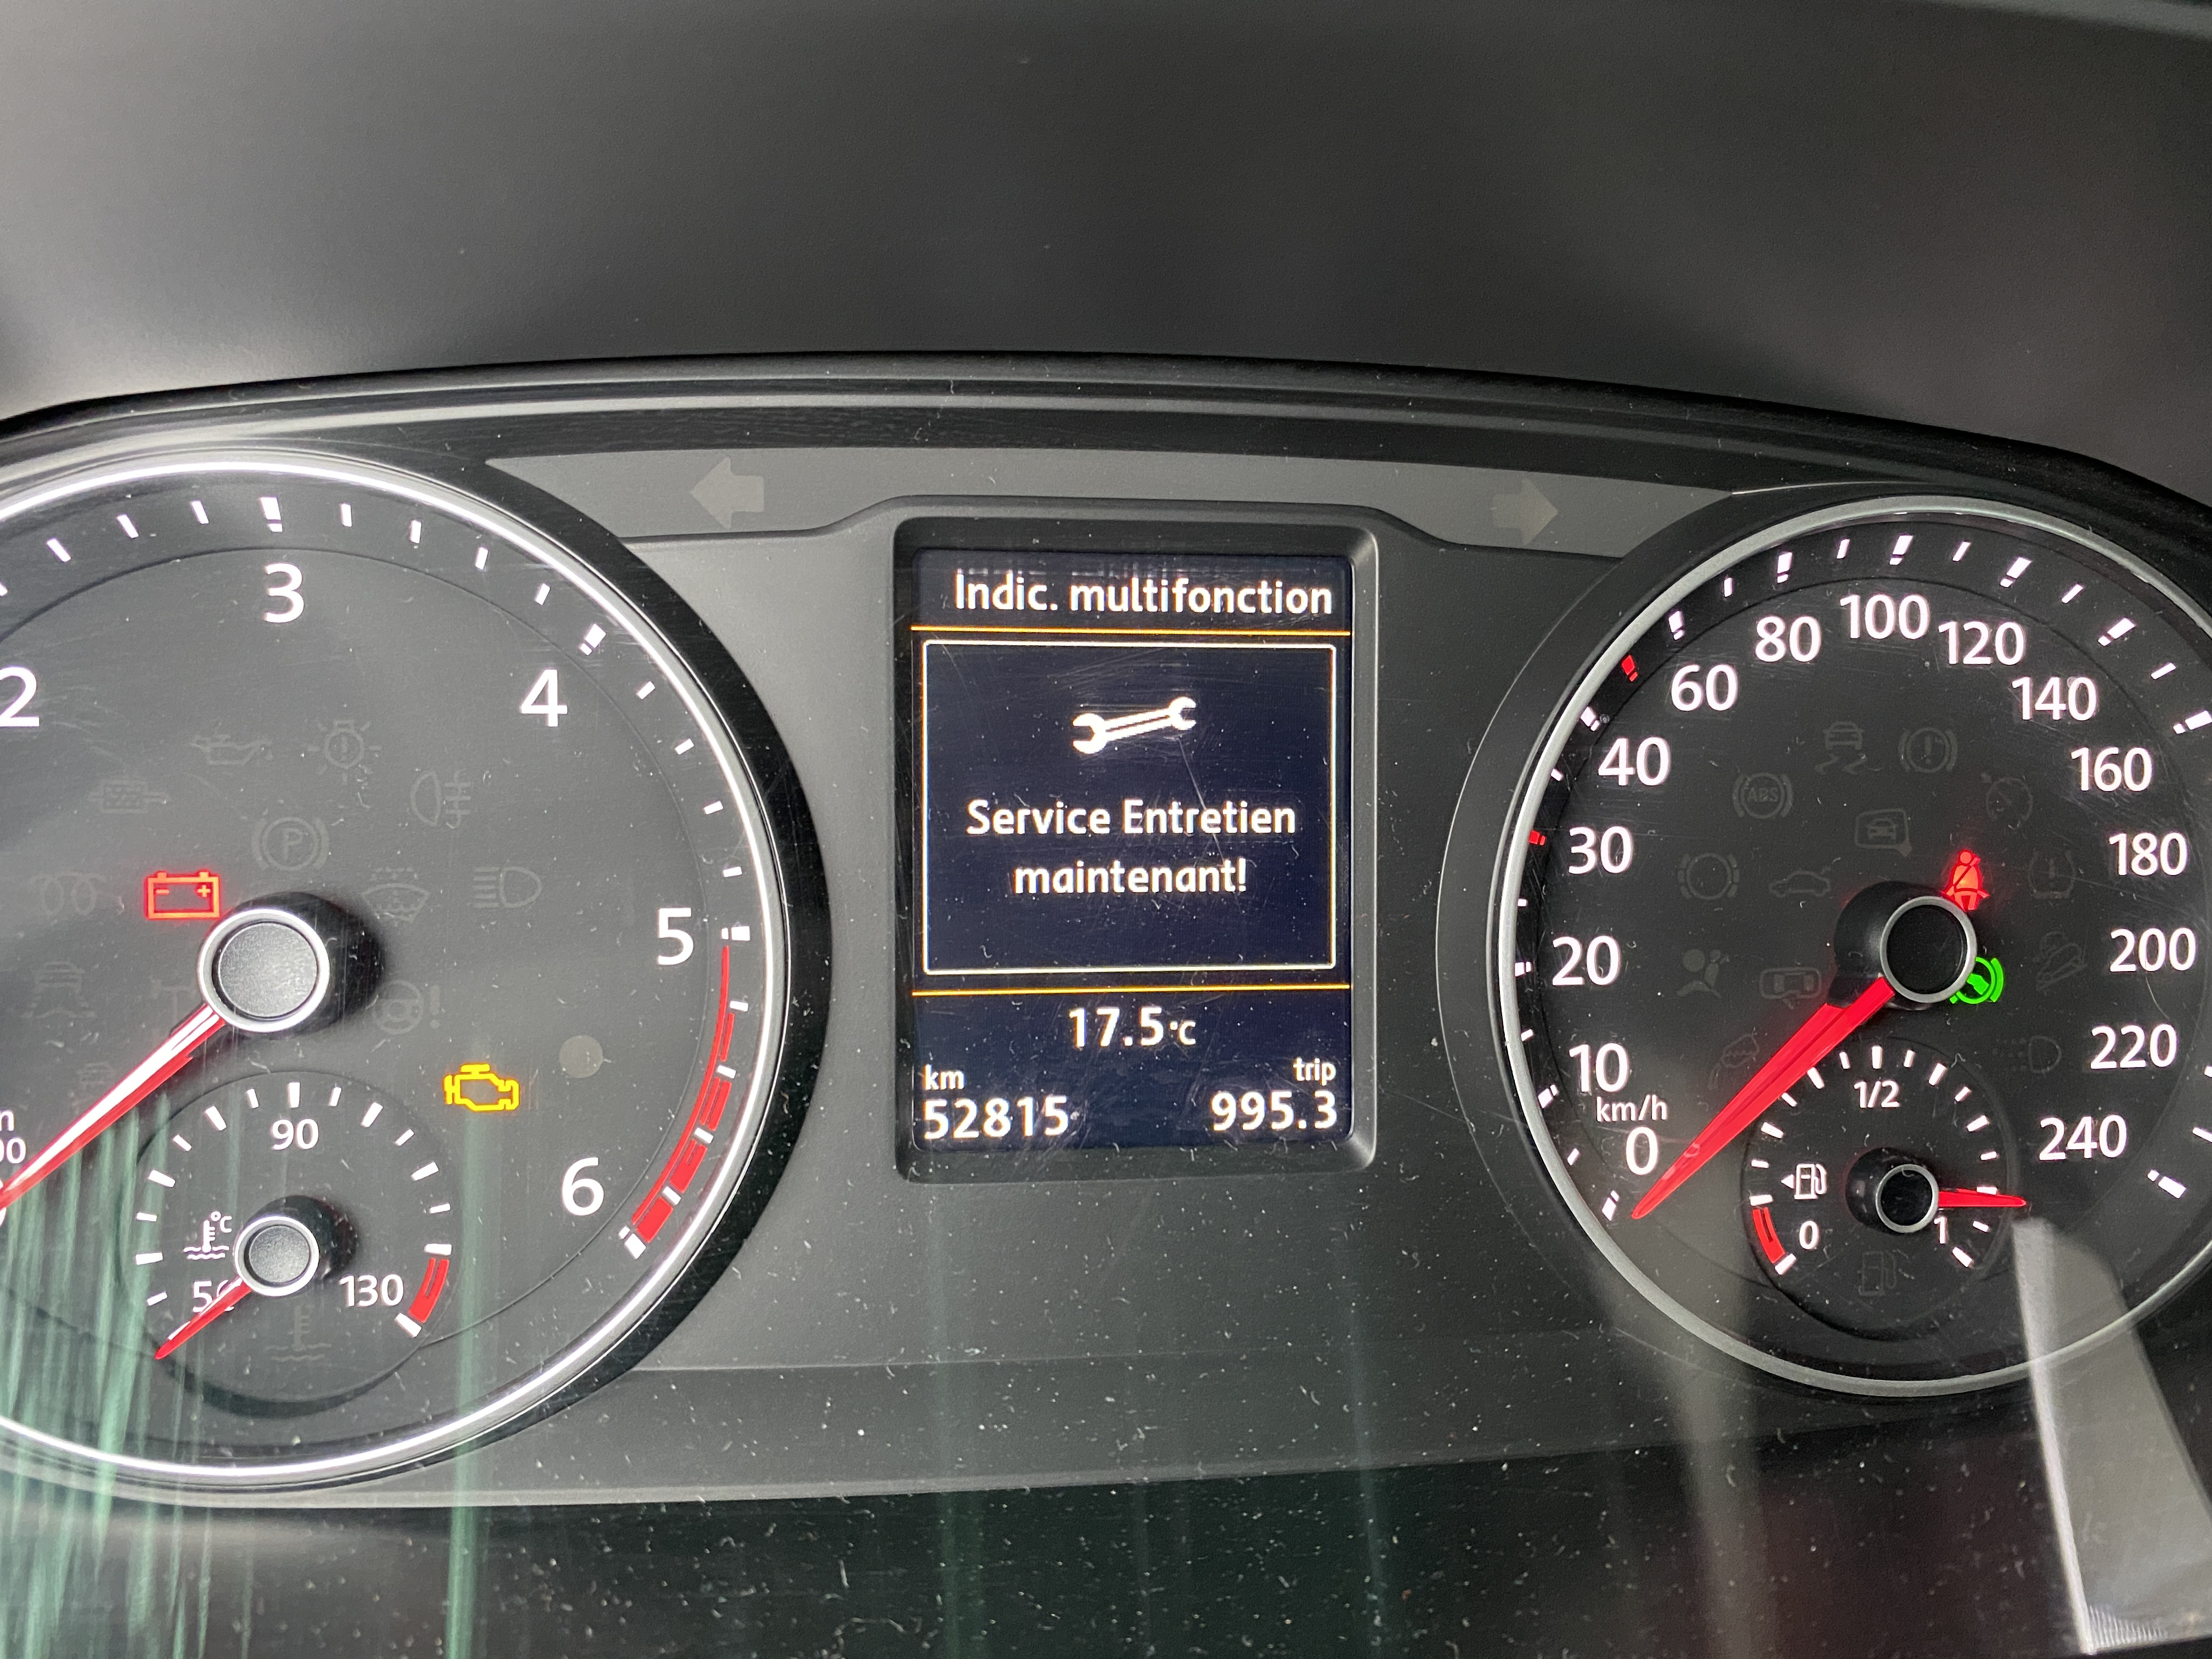 Indic. multifonction
Service Entretien
maintenant!
17.5°C
km
trip
52815
995.3
2
3
4
5
6
90
°C
130
0
10
20
30
40
60
80
100
120
140
160
180
200
220
240
km/h
1/2
0
1
ABS
P